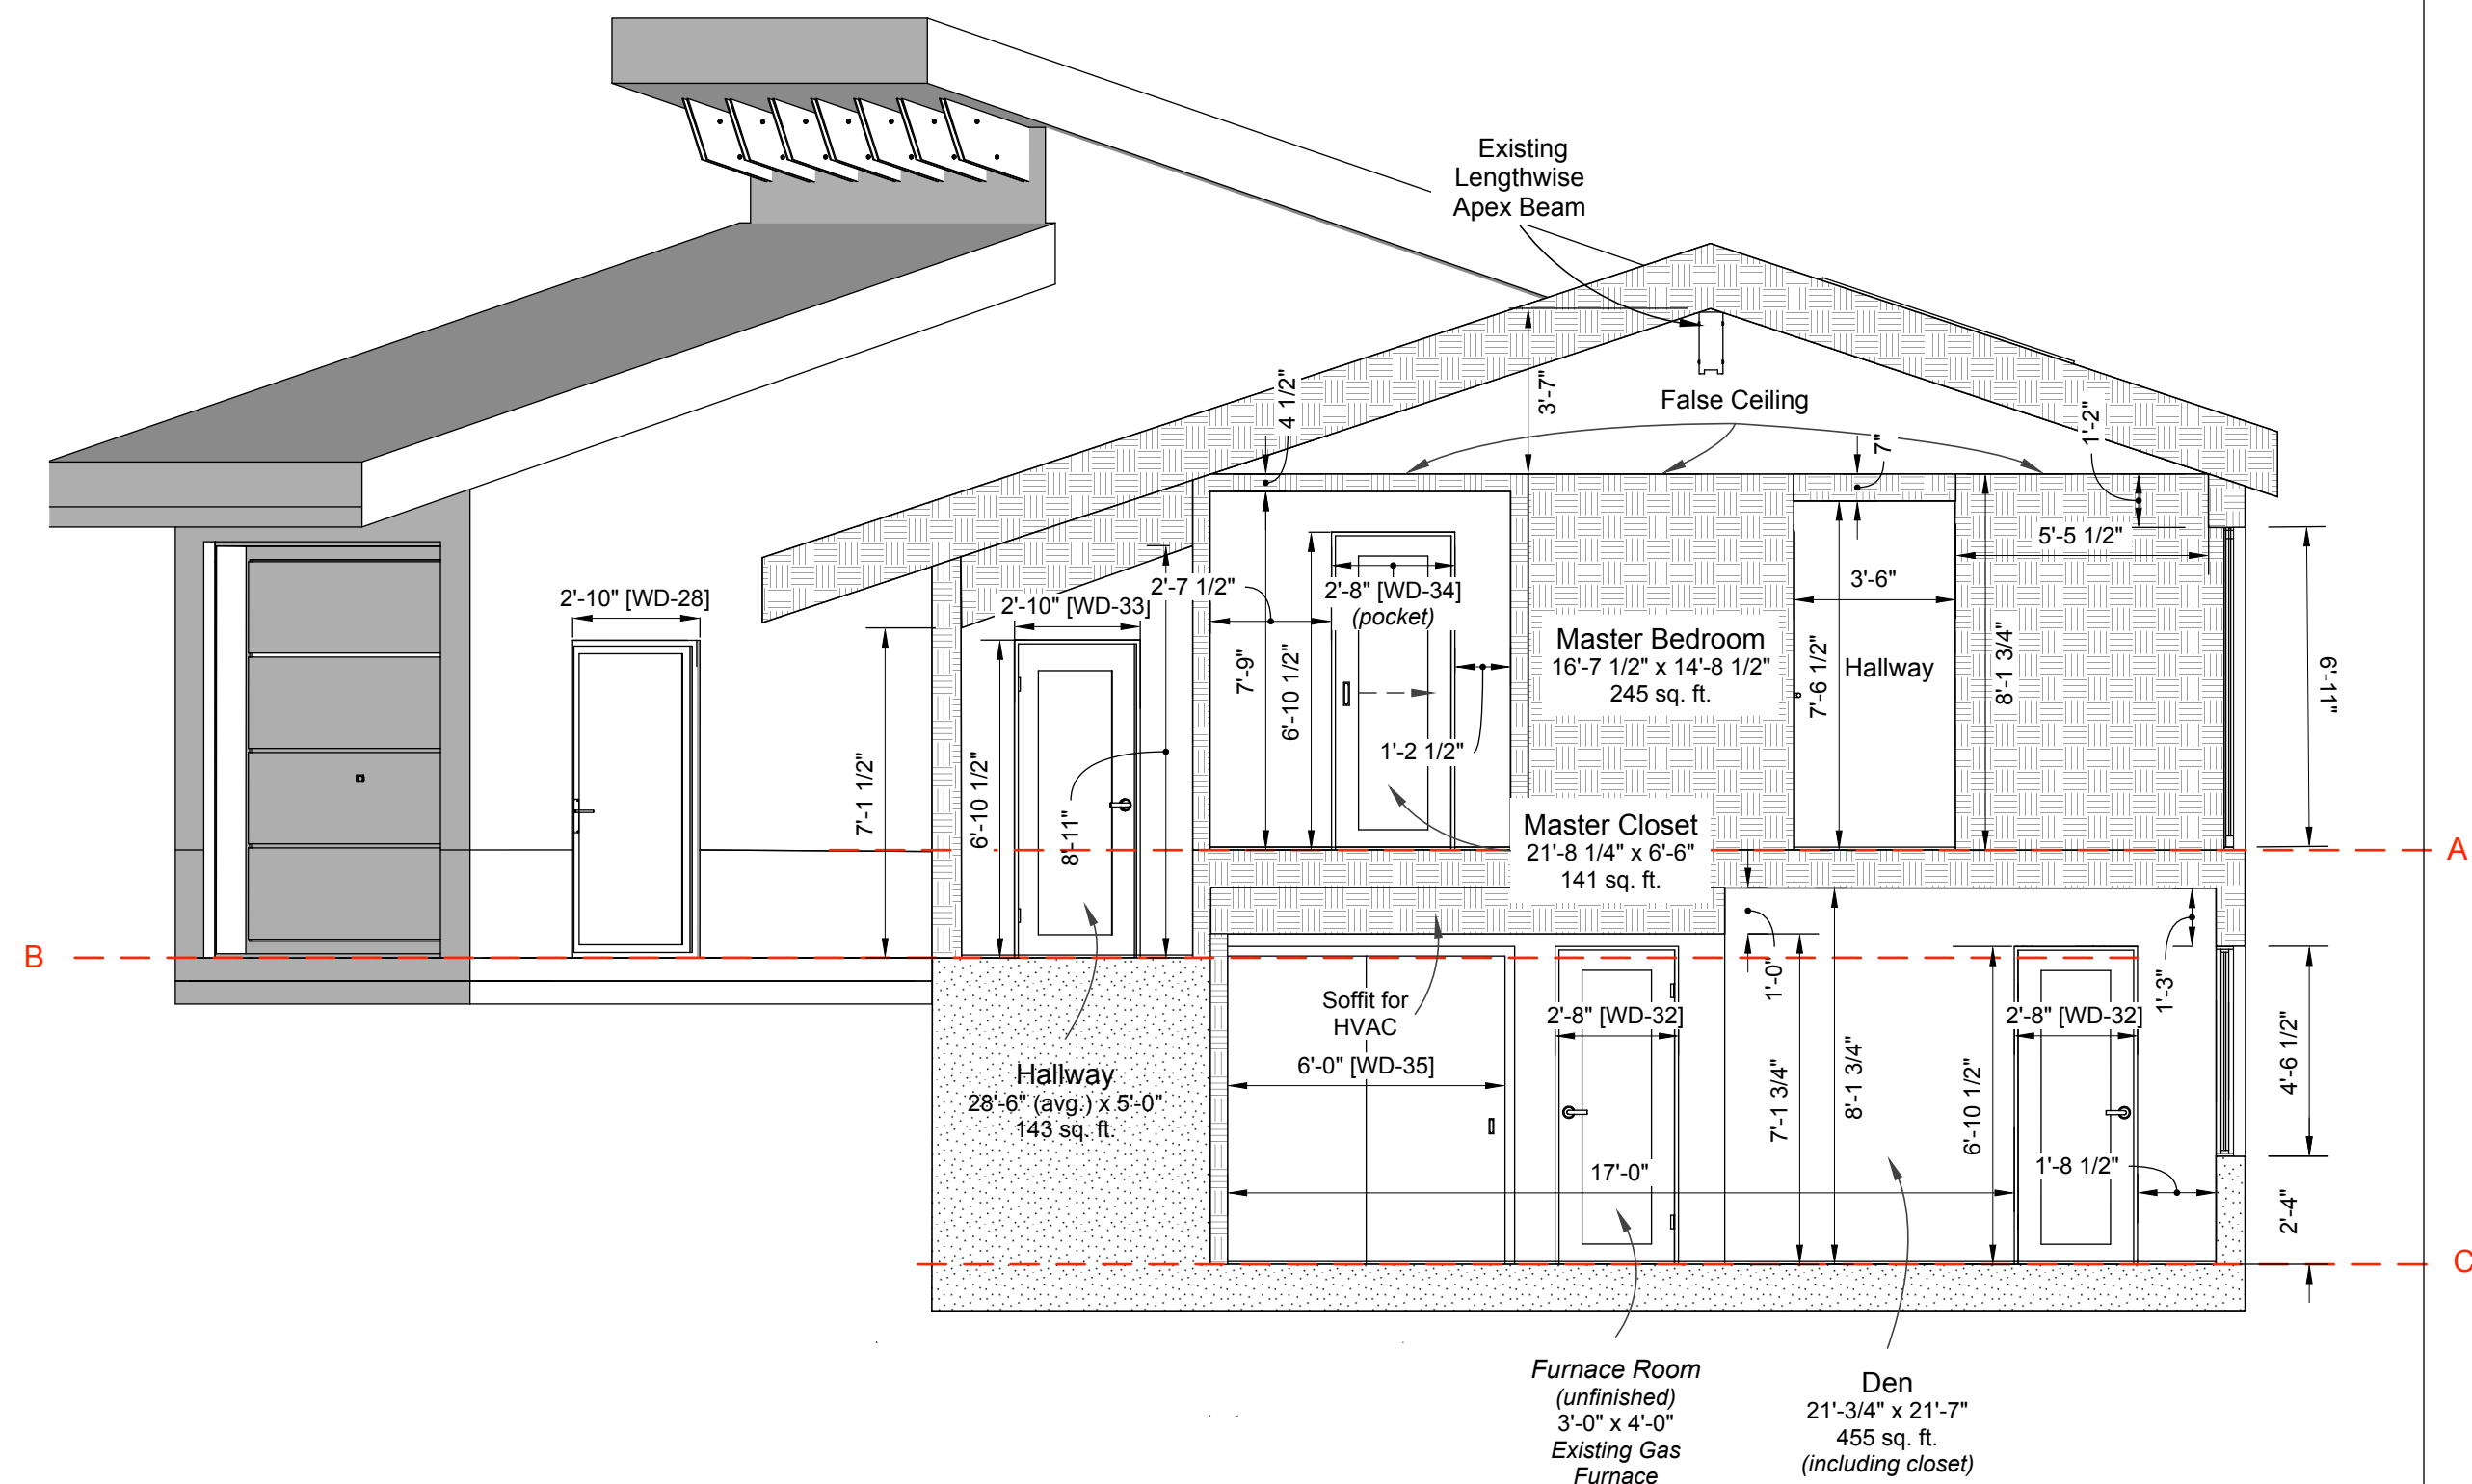 Existing
Lengthwise
Apex Beam
4 1/2"
3'-7"
False Ceiling
7"
1'-2"
5'-5 1/2"
2'-10" [WD-28]
2'-10" [WD-33]
2'-7 1/2"
2'-8" [WD-34]
(pocket)
3'-6"
Master Bedroom
16'-7 1/2" x 14'-8 1/2"
245 sq. ft.
Hallway
7'-9"
6'-10 1/2"
7'-6 1/2"
8'-1 3/4"
6'-11"
1'-2 1/2"
7'-1 1/2"
6'-10 1/2"
8'-11"
Master Closet
21'-8 1/4" x 6'-6"
141 sq. ft.
A
B
1'-0"
1'-3"
Soffit for
HVAC
2'-8" [WD-32]
2'-8" [WD-32]
6'-0" [WD-35]
Hallway
28'-6" (avg.) x 5'-0"
143 sq. ft.
7'-1 3/4"
8'-1 3/4"
6'-10 1/2"
4'-6 1/2"
17'-0"
1'-8 1/2"
2'-4"
C
Furnace Room
(unfinished)
3'-0" x 4'-0"
Existing Gas
Furnace
Den
21'-3/4" x 21'-7"
455 sq. ft.
(including closet)